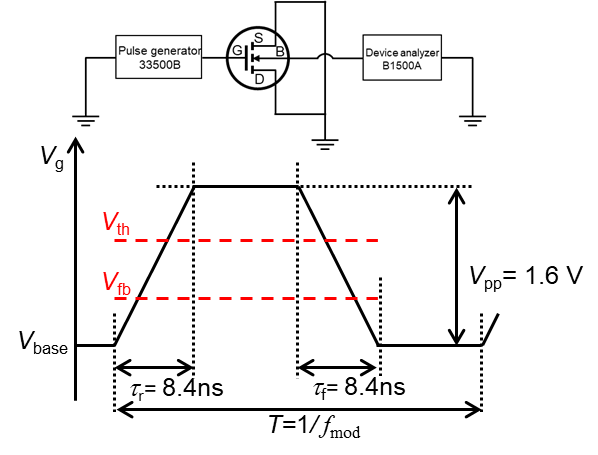 Pulse generator
33500B
G
S
B
D
Device analyzer
B1500A
Vg
Vth
Vfb
Vbase
Vpp= 1.6 V
τr= 8.4ns
τf= 8.4ns
T=1/fmod